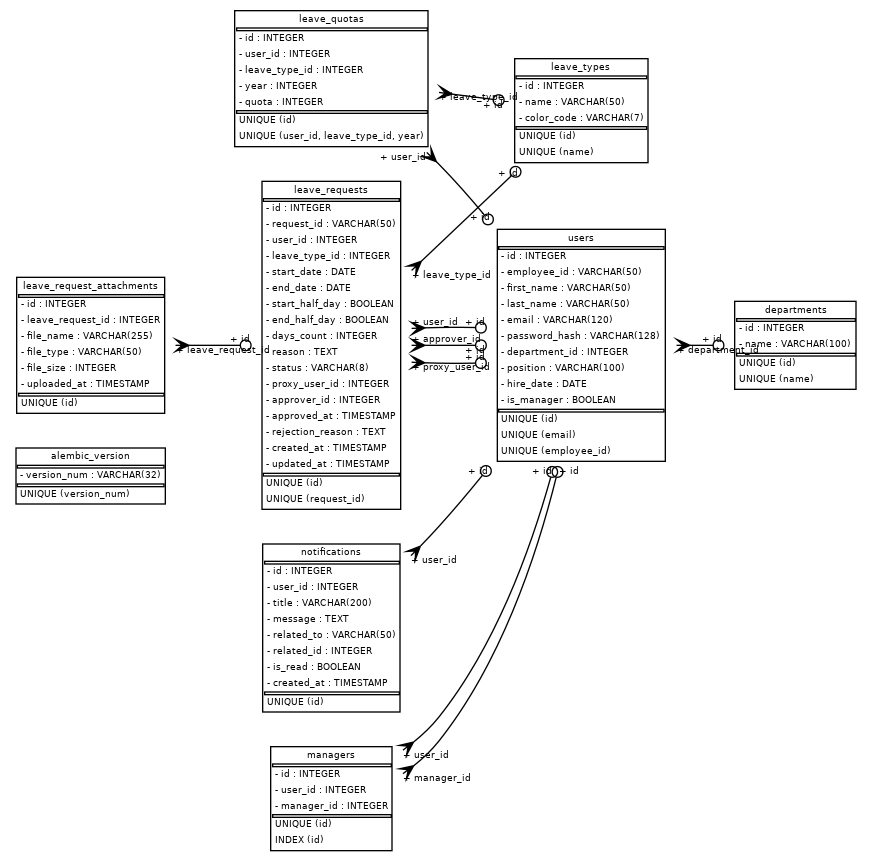 leave_quotas
- id : INTEGER
- user_id : INTEGER
- leave_type_id : INTEGER
- year : INTEGER
- quota : INTEGER
UNIQUE (id)
UNIQUE (user_id, leave_type_id, year)
leave_types
- id : INTEGER
- name : VARCHAR(50)
- color_code : VARCHAR(7)
UNIQUE (id)
UNIQUE (name)
+ leave_type_id
+ id
+ user_id
+ id
+ id
+ leave_type_id
leave_requests
- id : INTEGER
- request_id : VARCHAR(50)
- user_id : INTEGER
- leave_type_id : INTEGER
- start_date : DATE
- end_date : DATE
- start_half_day : BOOLEAN
- end_half_day : BOOLEAN
- days_count : INTEGER
- reason : TEXT
- status : VARCHAR(8)
- proxy_user_id : INTEGER
- approver_id : INTEGER
- approved_at : TIMESTAMP
- rejection_reason : TEXT
- created_at : TIMESTAMP
- updated_at : TIMESTAMP
UNIQUE (id)
UNIQUE (request_id)
users
- id : INTEGER
- employee_id : VARCHAR(50)
- first_name : VARCHAR(50)
- last_name : VARCHAR(50)
- email : VARCHAR(120)
- password_hash : VARCHAR(128)
- department_id : INTEGER
- position : VARCHAR(100)
- hire_date : DATE
- is_manager : BOOLEAN
UNIQUE (id)
UNIQUE (email)
UNIQUE (employee_id)
+ user_id + id
+ approver_id
+ id
+ id
+ proxy_user_id
leave_request_attachments
- id : INTEGER
- leave_request_id : INTEGER
- file_name : VARCHAR(255)
- file_type : VARCHAR(50)
- file_size : INTEGER
- uploaded_at : TIMESTAMP
UNIQUE (id)
+ id
+ leave_request_id
departments
- id : INTEGER
- name : VARCHAR(100)
UNIQUE (id)
UNIQUE (name)
+ id
+ department_id
alembic_version
- version_num : VARCHAR(32)
UNIQUE (version_num)
+ id
+ id
+ id
+ user_id
notifications
- id : INTEGER
- user_id : INTEGER
- title : VARCHAR(200)
- message : TEXT
- related_to : VARCHAR(50)
- related_id : INTEGER
- is_read : BOOLEAN
- created_at : TIMESTAMP
UNIQUE (id)
managers
- id : INTEGER
- user_id : INTEGER
- manager_id : INTEGER
UNIQUE (id)
INDEX (id)
+ user_id
+ manager_id